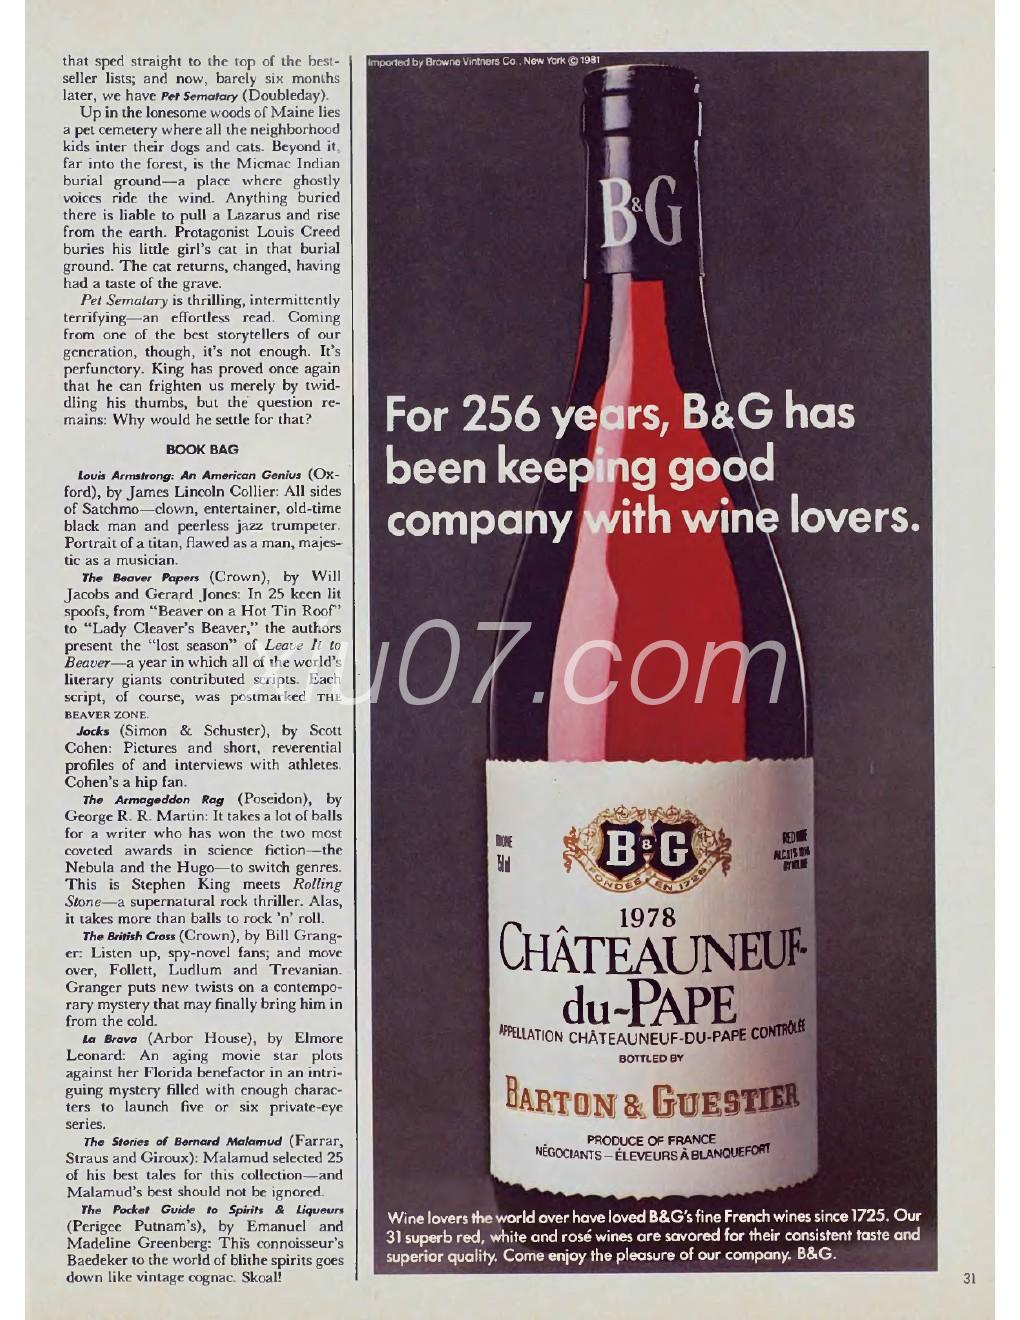 that sped straight to the top of the best-
seller lists; and now, barely six months
later, we have Pet Sematary (Doubleday).
Up in the lonesome woods of Maine lies
a pet cemetery where all the neighborhood
kids inter their dogs and cats. Beyond it,
far into the forest, is the Micmac Indian
burial ground—a place where ghostly
voices ride the wind. Anything buried
there is liable to pull a Lazarus and rise
from the earth. Protagonist Louis Creed
buries his little girl's cat in that burial
ground. The cat returns, changed, having
had a taste of the grave.
Pet Sematary is thrilling, intermittently
terrifying—an effortless read. Coming
from one of the best storytellers of our
generation, though, it's not enough. It's
perfunctory. King has proved once again
that he can frighten us merely by twid-
dling his thumbs, but the question re-
mains: Why would he settle for that?
BOOK BAG
Louis Armstrong: An American Genius (Ox-
ford), by James Lincoln Collier: All sides
of Satchmo—clown, entertainer, old-time
black man and peerless jazz trumpeter.
Portrait of a titan, flawed as a man, majes-
tic as a musician.
The Beaver Papers (Crown), by Will
Jacobs and Gerard Jones: In 25 keen lit
spoofs, from "Beaver on a Hot Tin Roof"
to "Lady Cleaver's Beaver," the authors
present the "lost season" of Leave It to
Beaver—a year in which all of the world's
literary giants contributed scripts. Each
script, of course, was postmarked THE
BEAVER ZONE.
Jocks (Simon & Schuster), by Scott
Cohen: Pictures and short, reverential
profiles of and interviews with athletes.
Cohen's a hip fan.
The Armageddon Rag (Poseidon), by
George R. R. Martin: It takes a lot of balls
for a writer who has won the two most
coveted awards in science fiction—the
Nebula and the Hugo—to switch genres.
This is Stephen King meets Rolling
Stone—a supernatural rock thriller. Alas,
it takes more than balls to rock 'n' roll.
The British Cross (Crown), by Bill Grang-
er: Listen up, spy-novel fans; and move
over, Follett, Ludlum and Trevanian.
Granger puts new twists on a contempo-
rary mystery that may finally bring him in
from the cold.
La Brava (Arbor House), by Elmore
Leonard: An aging movie star plots
against her Florida benefactor in an intri-
guing mystery filled with enough charac-
ters to launch five or six private-eye
series.
The Stories of Bernard Malamud (Farrar,
Straus and Giroux): Malamud selected 25
of his best tales for this collection—and
Malamud's best should not be ignored.
The Pocket Guide to Spirits & Liqueurs
(Perigee Putnam's), by Emanuel and
Madeline Greenberg: This connoisseur's
Baedeker to the world of blithe spirits goes
down like vintage cognac. Skoal!
Imported by Browne Vintners Co., New York © 1981
B&G
For 256 years, B&G has
been keeping good
company with wine lovers.
xiu07.com
RED WINE
B&G
FONDÉE EN 1725
1978
CHÂTEAUNEUF-
du-PAPE
APPELLATION CHÂTEAUNEUF-DU-PAPE CONTRÔLÉE
BOTTLED BY
BARTON & GUESTIER
PRODUCE OF FRANCE
NÉGOCIANTS – ÉLEVEURS À BLANQUEFORT
Wine lovers the world over have loved B&G's fine French wines since 1725. Our
31 superb red, white and rosé wines are savored for their consistent taste and
superior quality. Come enjoy the pleasure of our company. B&G.
31